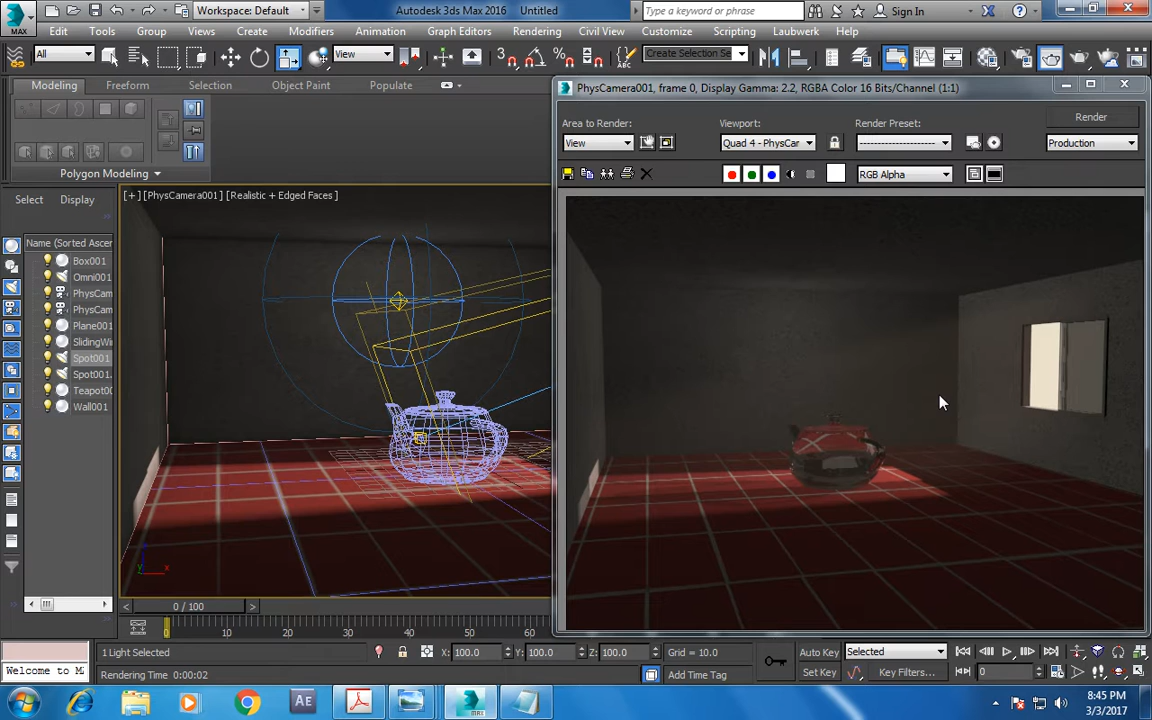 MAX
Workspace: Default
Autodesk 3ds Max 2016
Untitled
Type a keyword or phrase
Sign In
Edit
Tools
Group
Views
Create
Modifiers
Animation
Graph Editors
Rendering
Civil View
Customize
Scripting
Laubwerk
Help
All
View
Create Selection Se
Modeling
Freeform
Selection
Object Paint
Populate
Polygon Modeling
Select
Display
Name (Sorted Ascer
Box001
Omni001
PhysCam
PhysCam
Plane001
SlidingWi
Spot001
Spot001.
Teapot00
Wall001
[+] [PhysCamera001] [Realistic + Edged Faces]
z
x
PhysCamera001, frame 0, Display Gamma: 2.2, RGBA Color 16 Bits/Channel (1:1)
Area to Render:
Viewport:
Render Preset:
Render
View
Quad 4 - PhysCar
--------------------
Production
RGB Alpha
0 / 100
0
10
20
30
40
50
60
1 Light Selected
X: 100.0
Y: 100.0
Z: 100.0
Grid = 10.0
Auto Key
Selected
Welcome to M
Rendering Time 0:00:02
Add Time Tag
Set Key
Key Filters...
0
Ae
MAX
8:45 PM
3/3/2017